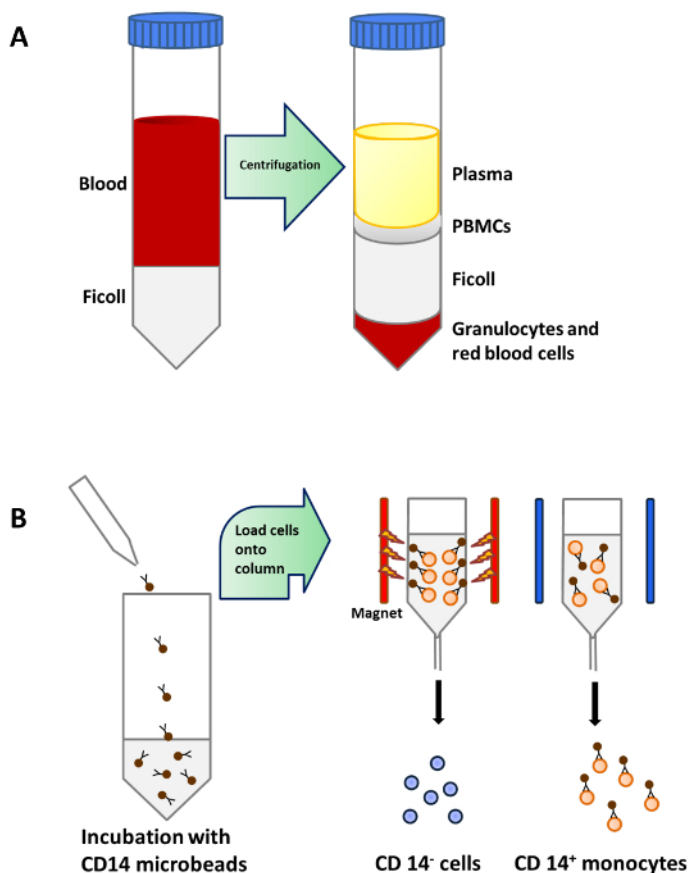 A
Blood
Ficoll
Centrifugation
Plasma
PBMCs
Ficoll
Granulocytes and
red blood cells
B
Load cells
onto
column
Magnet
Incubation with
CD14 microbeads
CD 14⁻ cells
CD 14⁺ monocytes